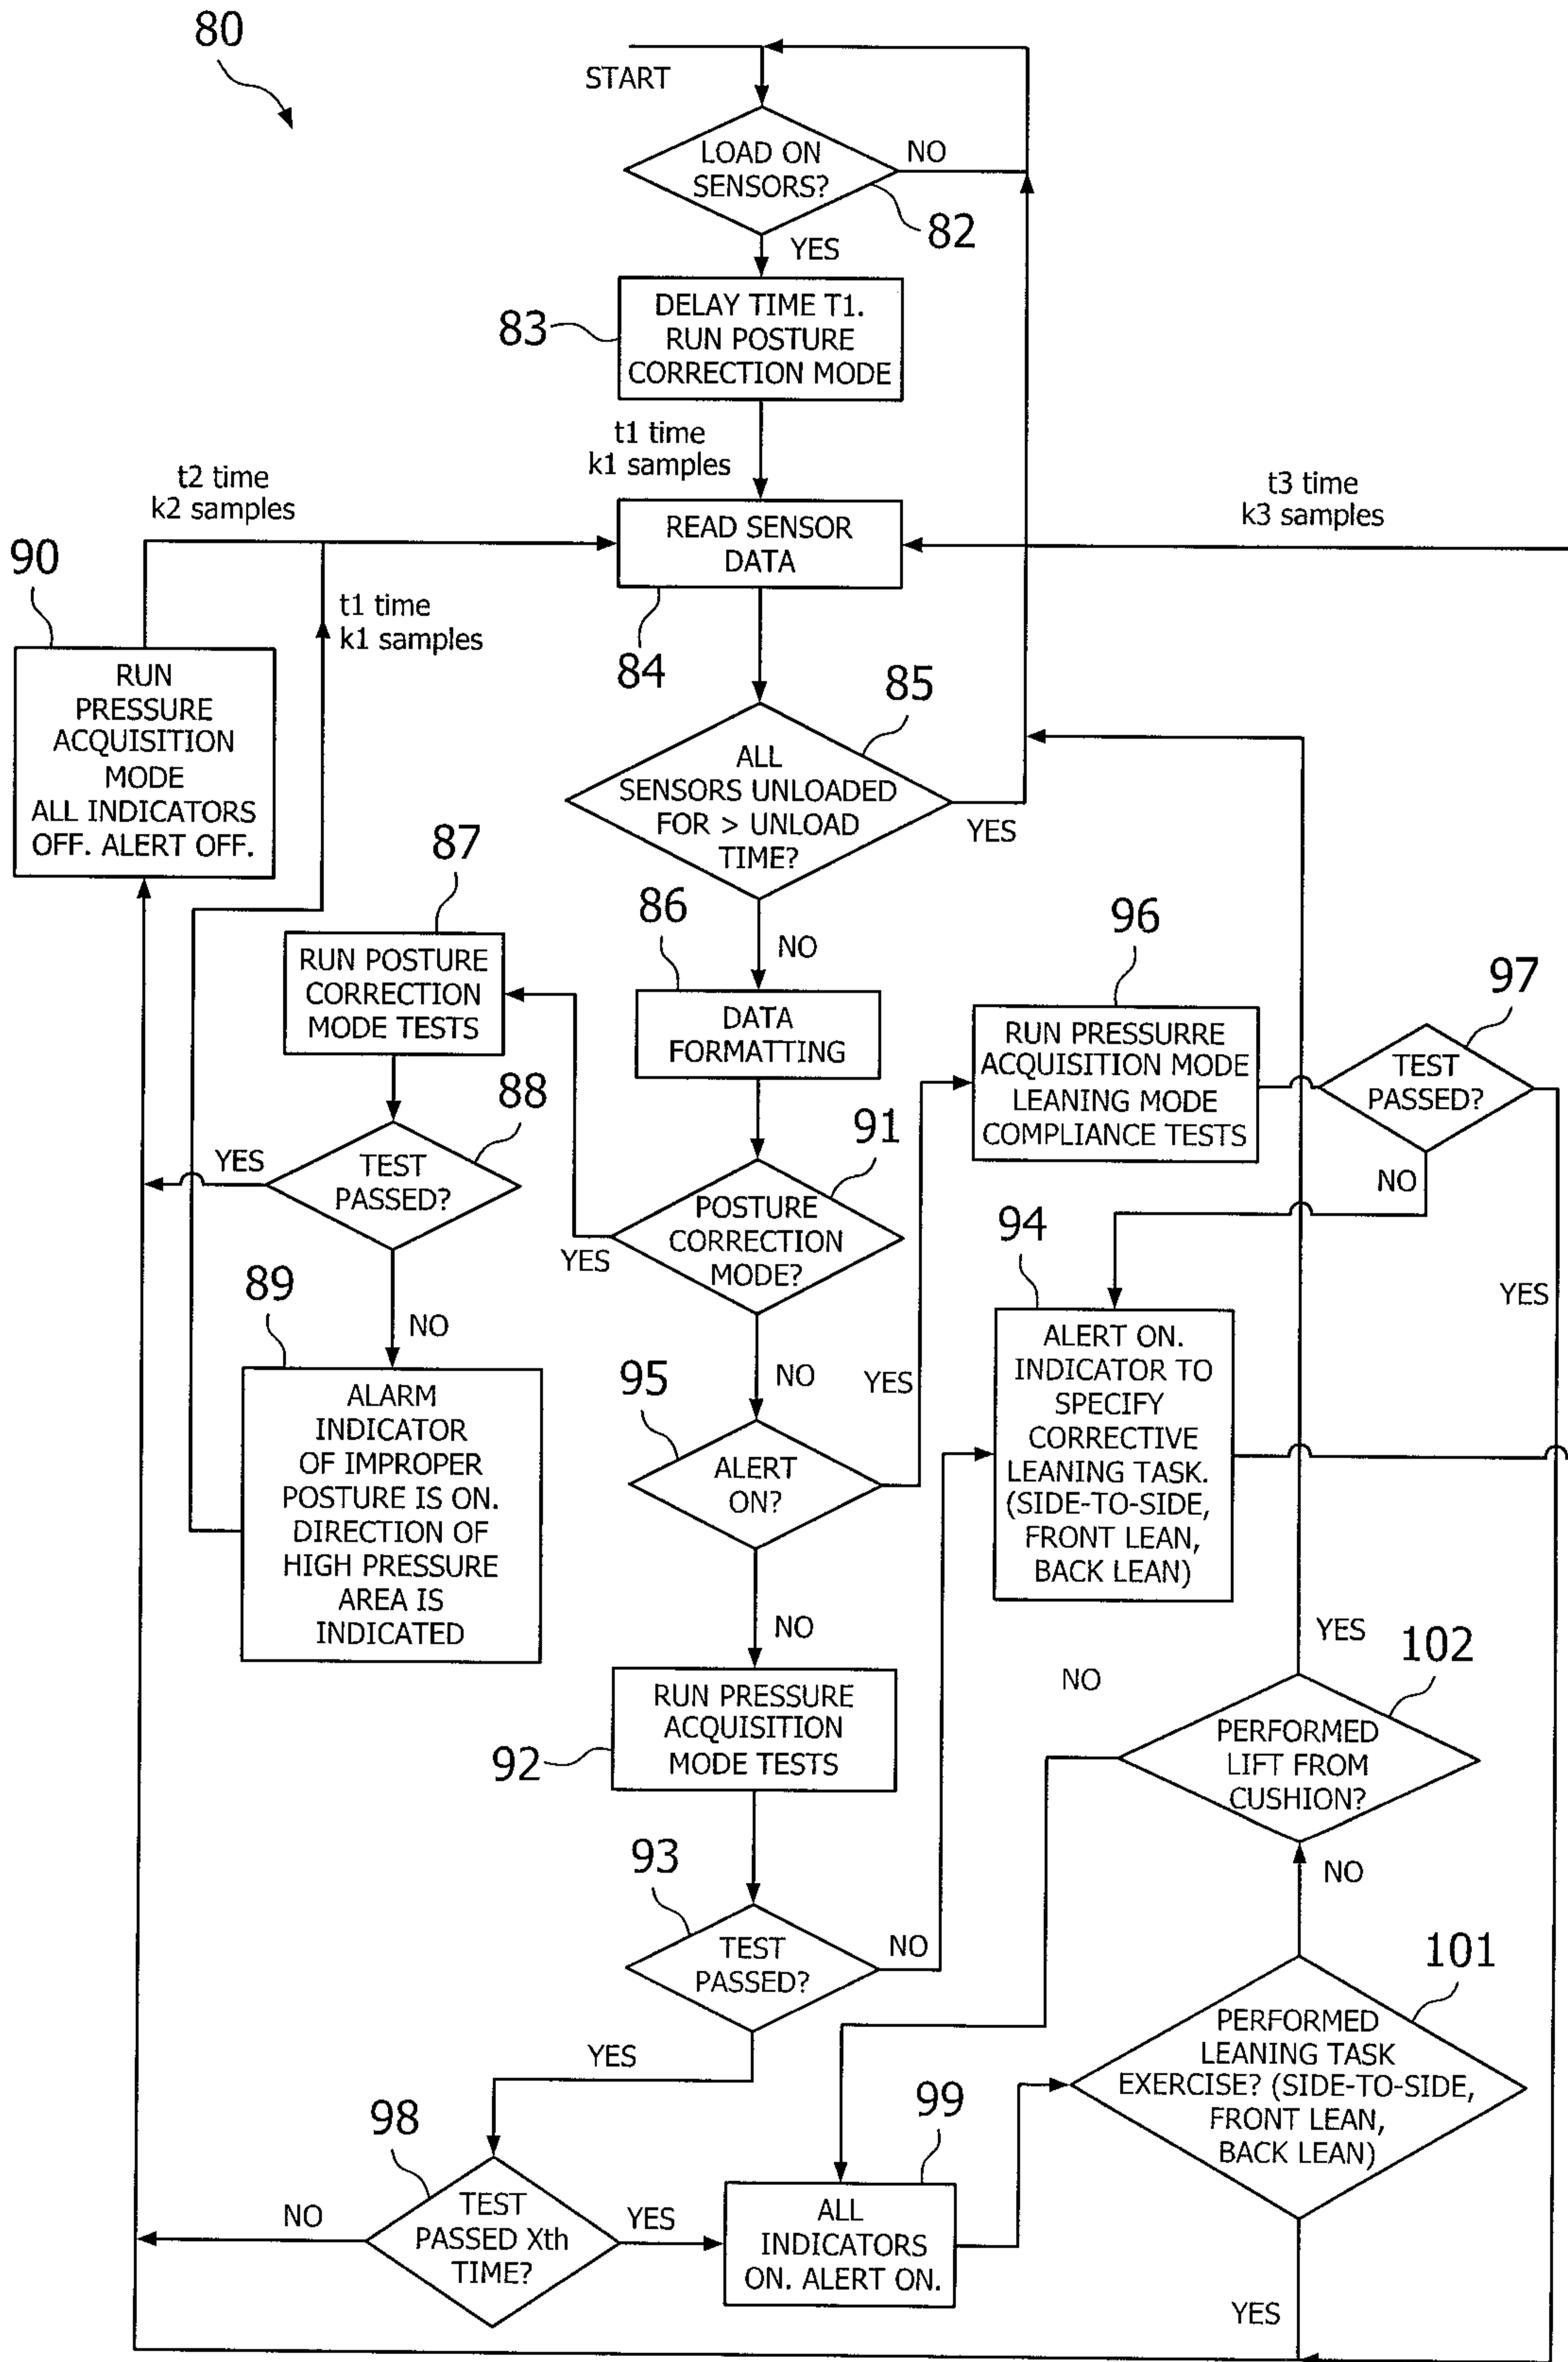 80
START
LOAD ON
SENSORS?
NO
82
YES
83
DELAY TIME T1.
RUN POSTURE
CORRECTION MODE
t1 time
k1 samples
t2 time
k2 samples
t3 time
k3 samples
READ SENSOR
DATA
84
90
RUN
PRESSURE
ACQUISITION
MODE
ALL INDICATORS
OFF. ALERT OFF.
t1 time
k1 samples
85
ALL
SENSORS UNLOADED
FOR > UNLOAD
TIME?
YES
NO
87
RUN POSTURE
CORRECTION
MODE TESTS
86
DATA
FORMATTING
96
RUN PRESSURRE
ACQUISITION MODE
LEANING MODE
COMPLIANCE TESTS
97
TEST
PASSED?
NO
YES
88
TEST
PASSED?
YES
NO
91
POSTURE
CORRECTION
MODE?
YES
NO
94
ALERT ON.
INDICATOR TO
SPECIFY
CORRECTIVE
LEANING TASK.
(SIDE-TO-SIDE,
FRONT LEAN,
BACK LEAN)
89
ALARM
INDICATOR
OF IMPROPER
POSTURE IS ON.
DIRECTION OF
HIGH PRESSURE
AREA IS
INDICATED
95
ALERT
ON?
YES
NO
92
RUN PRESSURE
ACQUISITION
MODE TESTS
YES
102
NO
PERFORMED
LIFT FROM
CUSHION?
NO
93
TEST
PASSED?
NO
YES
101
PERFORMED
LEANING TASK
EXERCISE? (SIDE-TO-SIDE,
FRONT LEAN,
BACK LEAN)
YES
98
TEST
PASSED Xth
TIME?
NO
YES
99
ALL
INDICATORS
ON. ALERT ON.